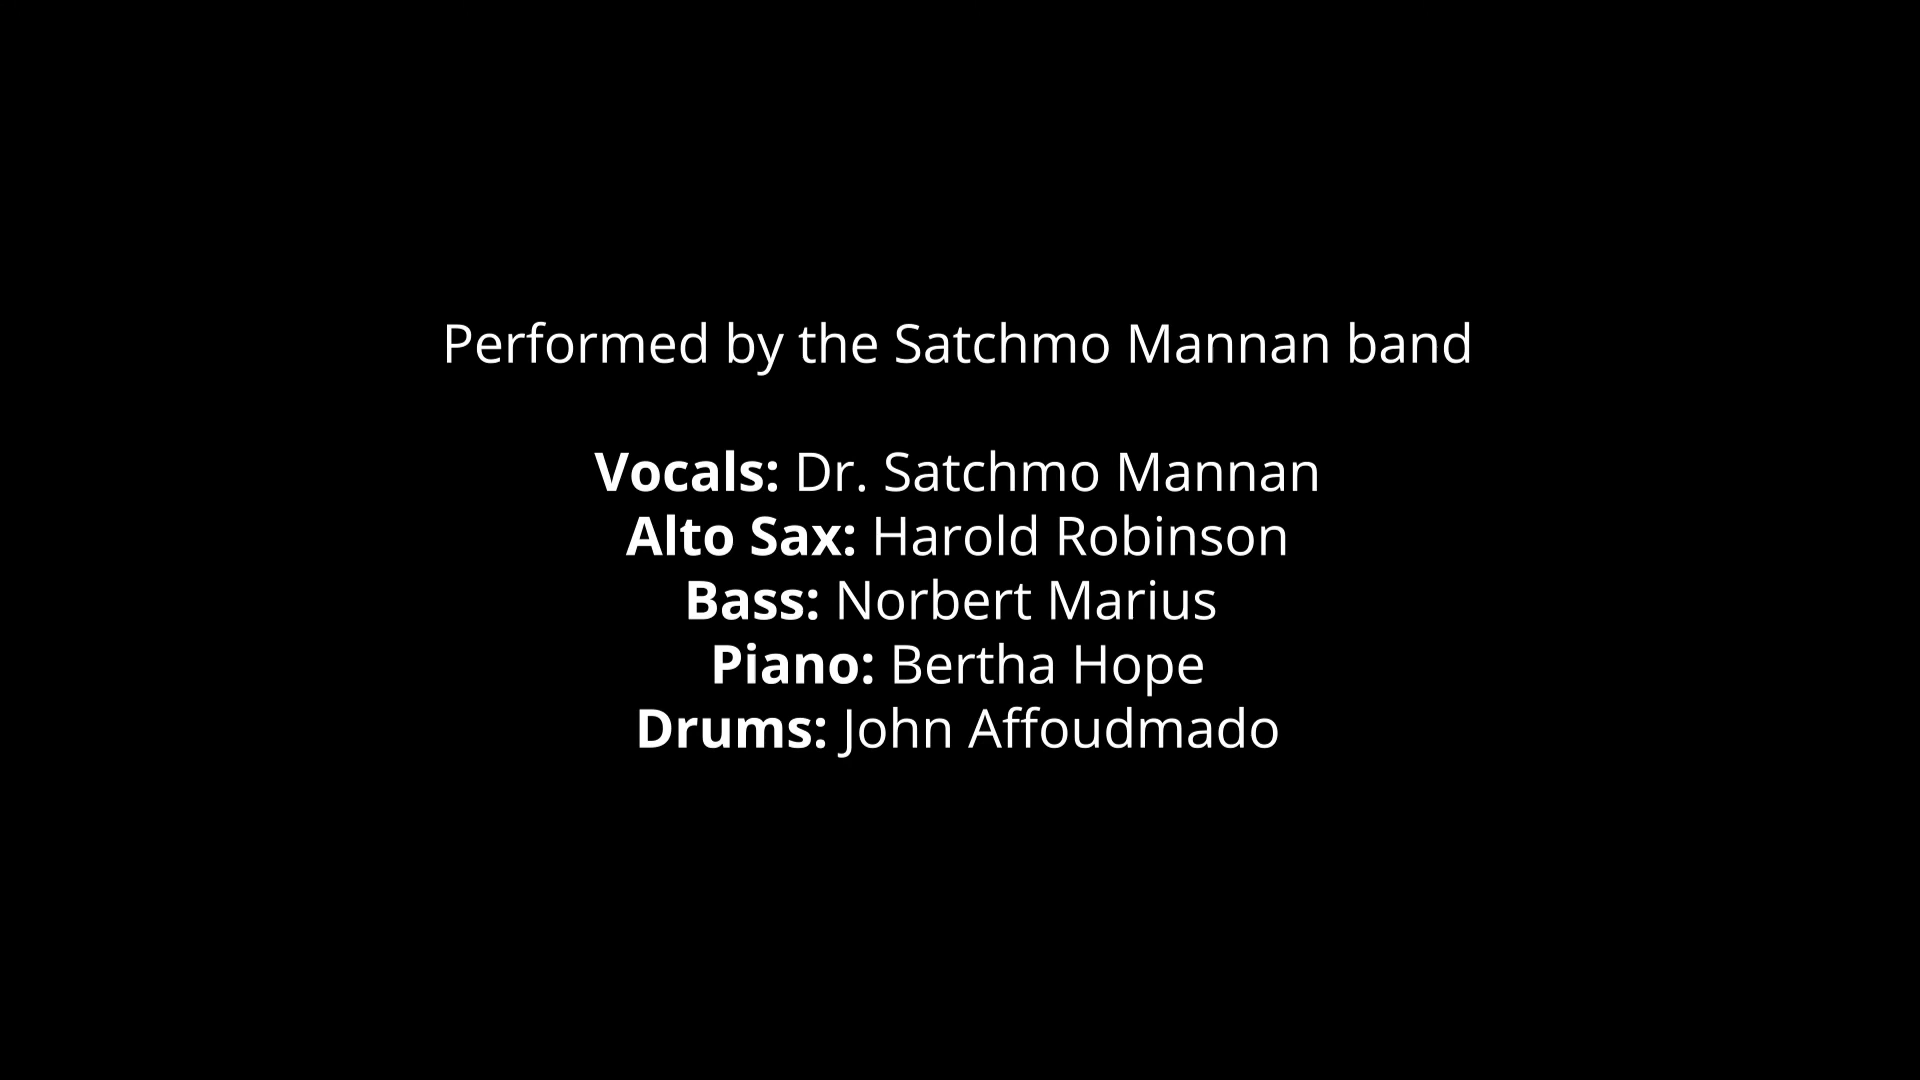 Performed by the Satchmo Mannan band
Vocals: Dr. Satchmo Mannan
Alto Sax: Harold Robinson
Bass: Norbert Marius
Piano: Bertha Hope
Drums: John Affoudmado